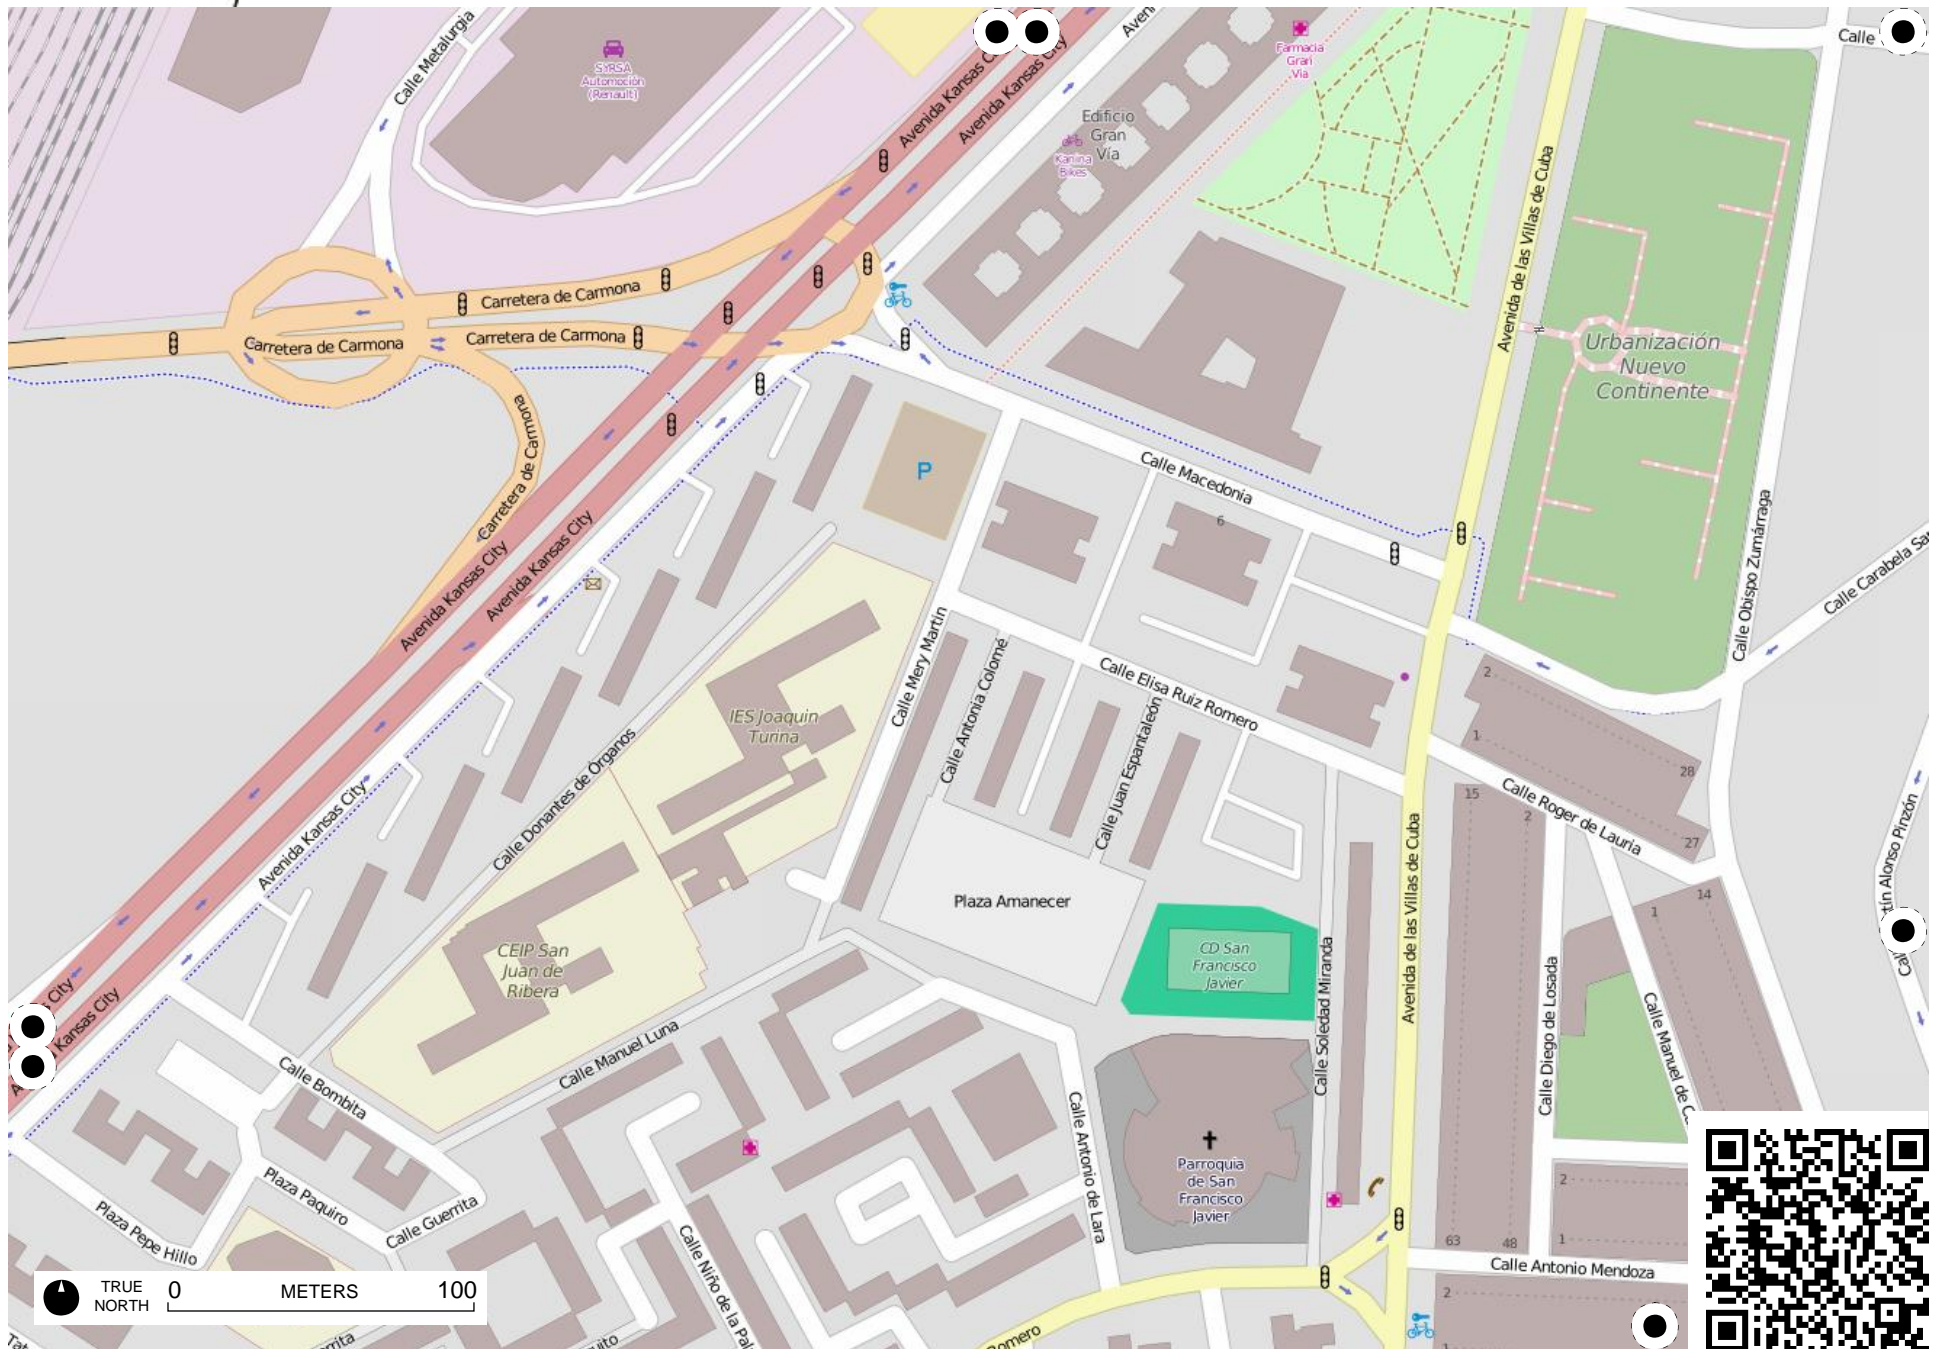 Calle Metalurgia
SYRSA
Automoción
(Renault)
Avenida Kansas City
Avenida Kansas City
Farmacia
Gran
Vía
Calle
Edificio
Gran
Vía
Kanina
Bikes
Avenida de las Villas de Cuba
Carretera de Carmona
Carretera de Carmona
Carretera de Carmona
Carretera de Carmona
Urbanización
Nuevo
Continente
P
Calle Macedonia
6
Calle Obispo Zumárraga
Calle Carabela Sa
Avenida Kansas City
Avenida Kansas City
Calle Mery Martín
Calle Antonia Colomé
Calle Elisa Ruiz Romero
Calle Juan Espantaleón
IES Joaquin
Turina
Calle Donantes de Órganos
Avenida Kansas City
2
1
28
27
15
2
Calle Roger de Lauria
Avenida de las Villas de Cuba
tín Alonso Pinzón
Plaza Amanecer
14
1
CEIP San
Juan de
Ribera
CD San
Francisco
Javier
Calle Soledad Miranda
Calle Diego de Losada
Calle Manuel de C
City
Kansas City
Calle Manuel Luna
Calle Bombita
Calle Antonio de Lara
Parroquia
de San
Francisco
Javier
Plaza Paquiro
Calle Guerrita
Plaza Pepe Hillo
Calle Niño de la Pal
63
48
2
1
Calle Antonio Mendoza
2
1
TRUE
NORTH
0
METERS
100
Romero